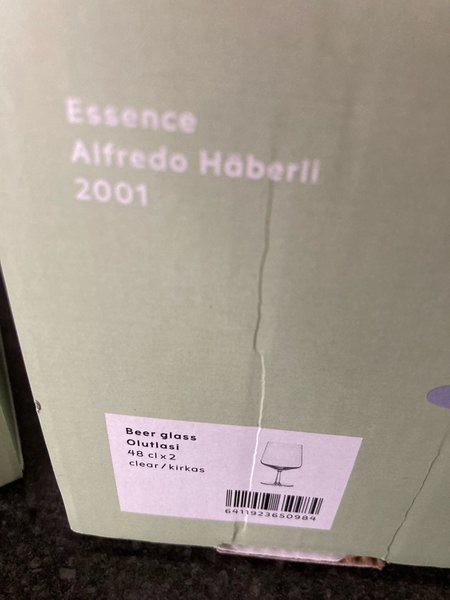 Essence
Alfredo Häberli
2001
Beer glass
Olutlasi
48 cl x 2
clear / kirkas
6411923650984